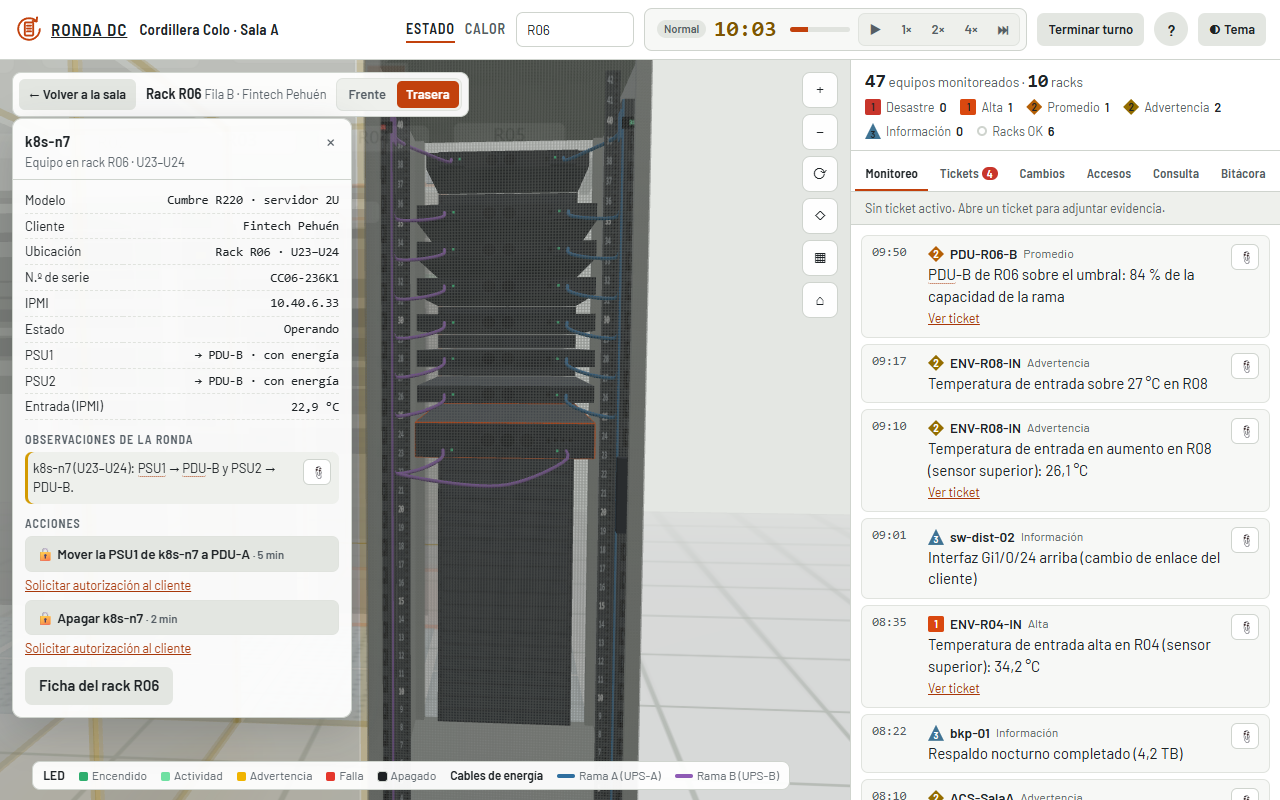 RONDA DC
Cordillera Colo · Sala A
ESTADO
CALOR
R06
Normal
10:03
1×
2×
4×
Terminar turno
?
Tema
← Volver a la sala
Rack R06 Fila B · Fintech Pehuén
Frente
Trasera
k8s-n7
×
Equipo en rack R06 · U23–U24
Modelo
Cumbre R220 · servidor 2U
Cliente
Fintech Pehuén
Ubicación
Rack R06 · U23–U24
N.º de serie
CC06-236K1
IPMI
10.40.6.33
Estado
Operando
PSU1
→ PDU-B · con energía
PSU2
→ PDU-B · con energía
Entrada (IPMI)
22,9 °C
OBSERVACIONES DE LA RONDA
k8s-n7 (U23–U24): PSU1 → PDU-B y PSU2 →
PDU-B.
ACCIONES
Mover la PSU1 de k8s-n7 a PDU-A · 5 min
Solicitar autorización al cliente
Apagar k8s-n7 · 2 min
Solicitar autorización al cliente
Ficha del rack R06
R05
+
−
LED
Encendido
Actividad
Advertencia
Falla
Apagado
Cables de energía
Rama A (UPS-A)
Rama B (UPS-B)
47 equipos monitoreados · 10 racks
1 Desastre 0
1 Alta 1
2 Promedio 1
2 Advertencia 2
3 Información 0
Racks OK 6
Monitoreo
Tickets 4
Cambios
Accesos
Consulta
Bitácora
Sin ticket activo. Abre un ticket para adjuntar evidencia.
09:50
2 PDU-R06-B Promedio
PDU-B de R06 sobre el umbral: 84 % de la
capacidad de la rama
Ver ticket
09:17
2 ENV-R08-IN Advertencia
Temperatura de entrada sobre 27 °C en R08
09:10
2 ENV-R08-IN Advertencia
Temperatura de entrada en aumento en R08
(sensor superior): 26,1 °C
Ver ticket
09:01
3 sw-dist-02 Información
Interfaz Gi1/0/24 arriba (cambio de enlace del
cliente)
08:35
1 ENV-R04-IN Alta
Temperatura de entrada alta en R04 (sensor
superior): 34,2 °C
Ver ticket
08:22
3 bkp-01 Información
Respaldo nocturno completado (4,2 TB)
08:10
2 ACS-SalaA Advertencia